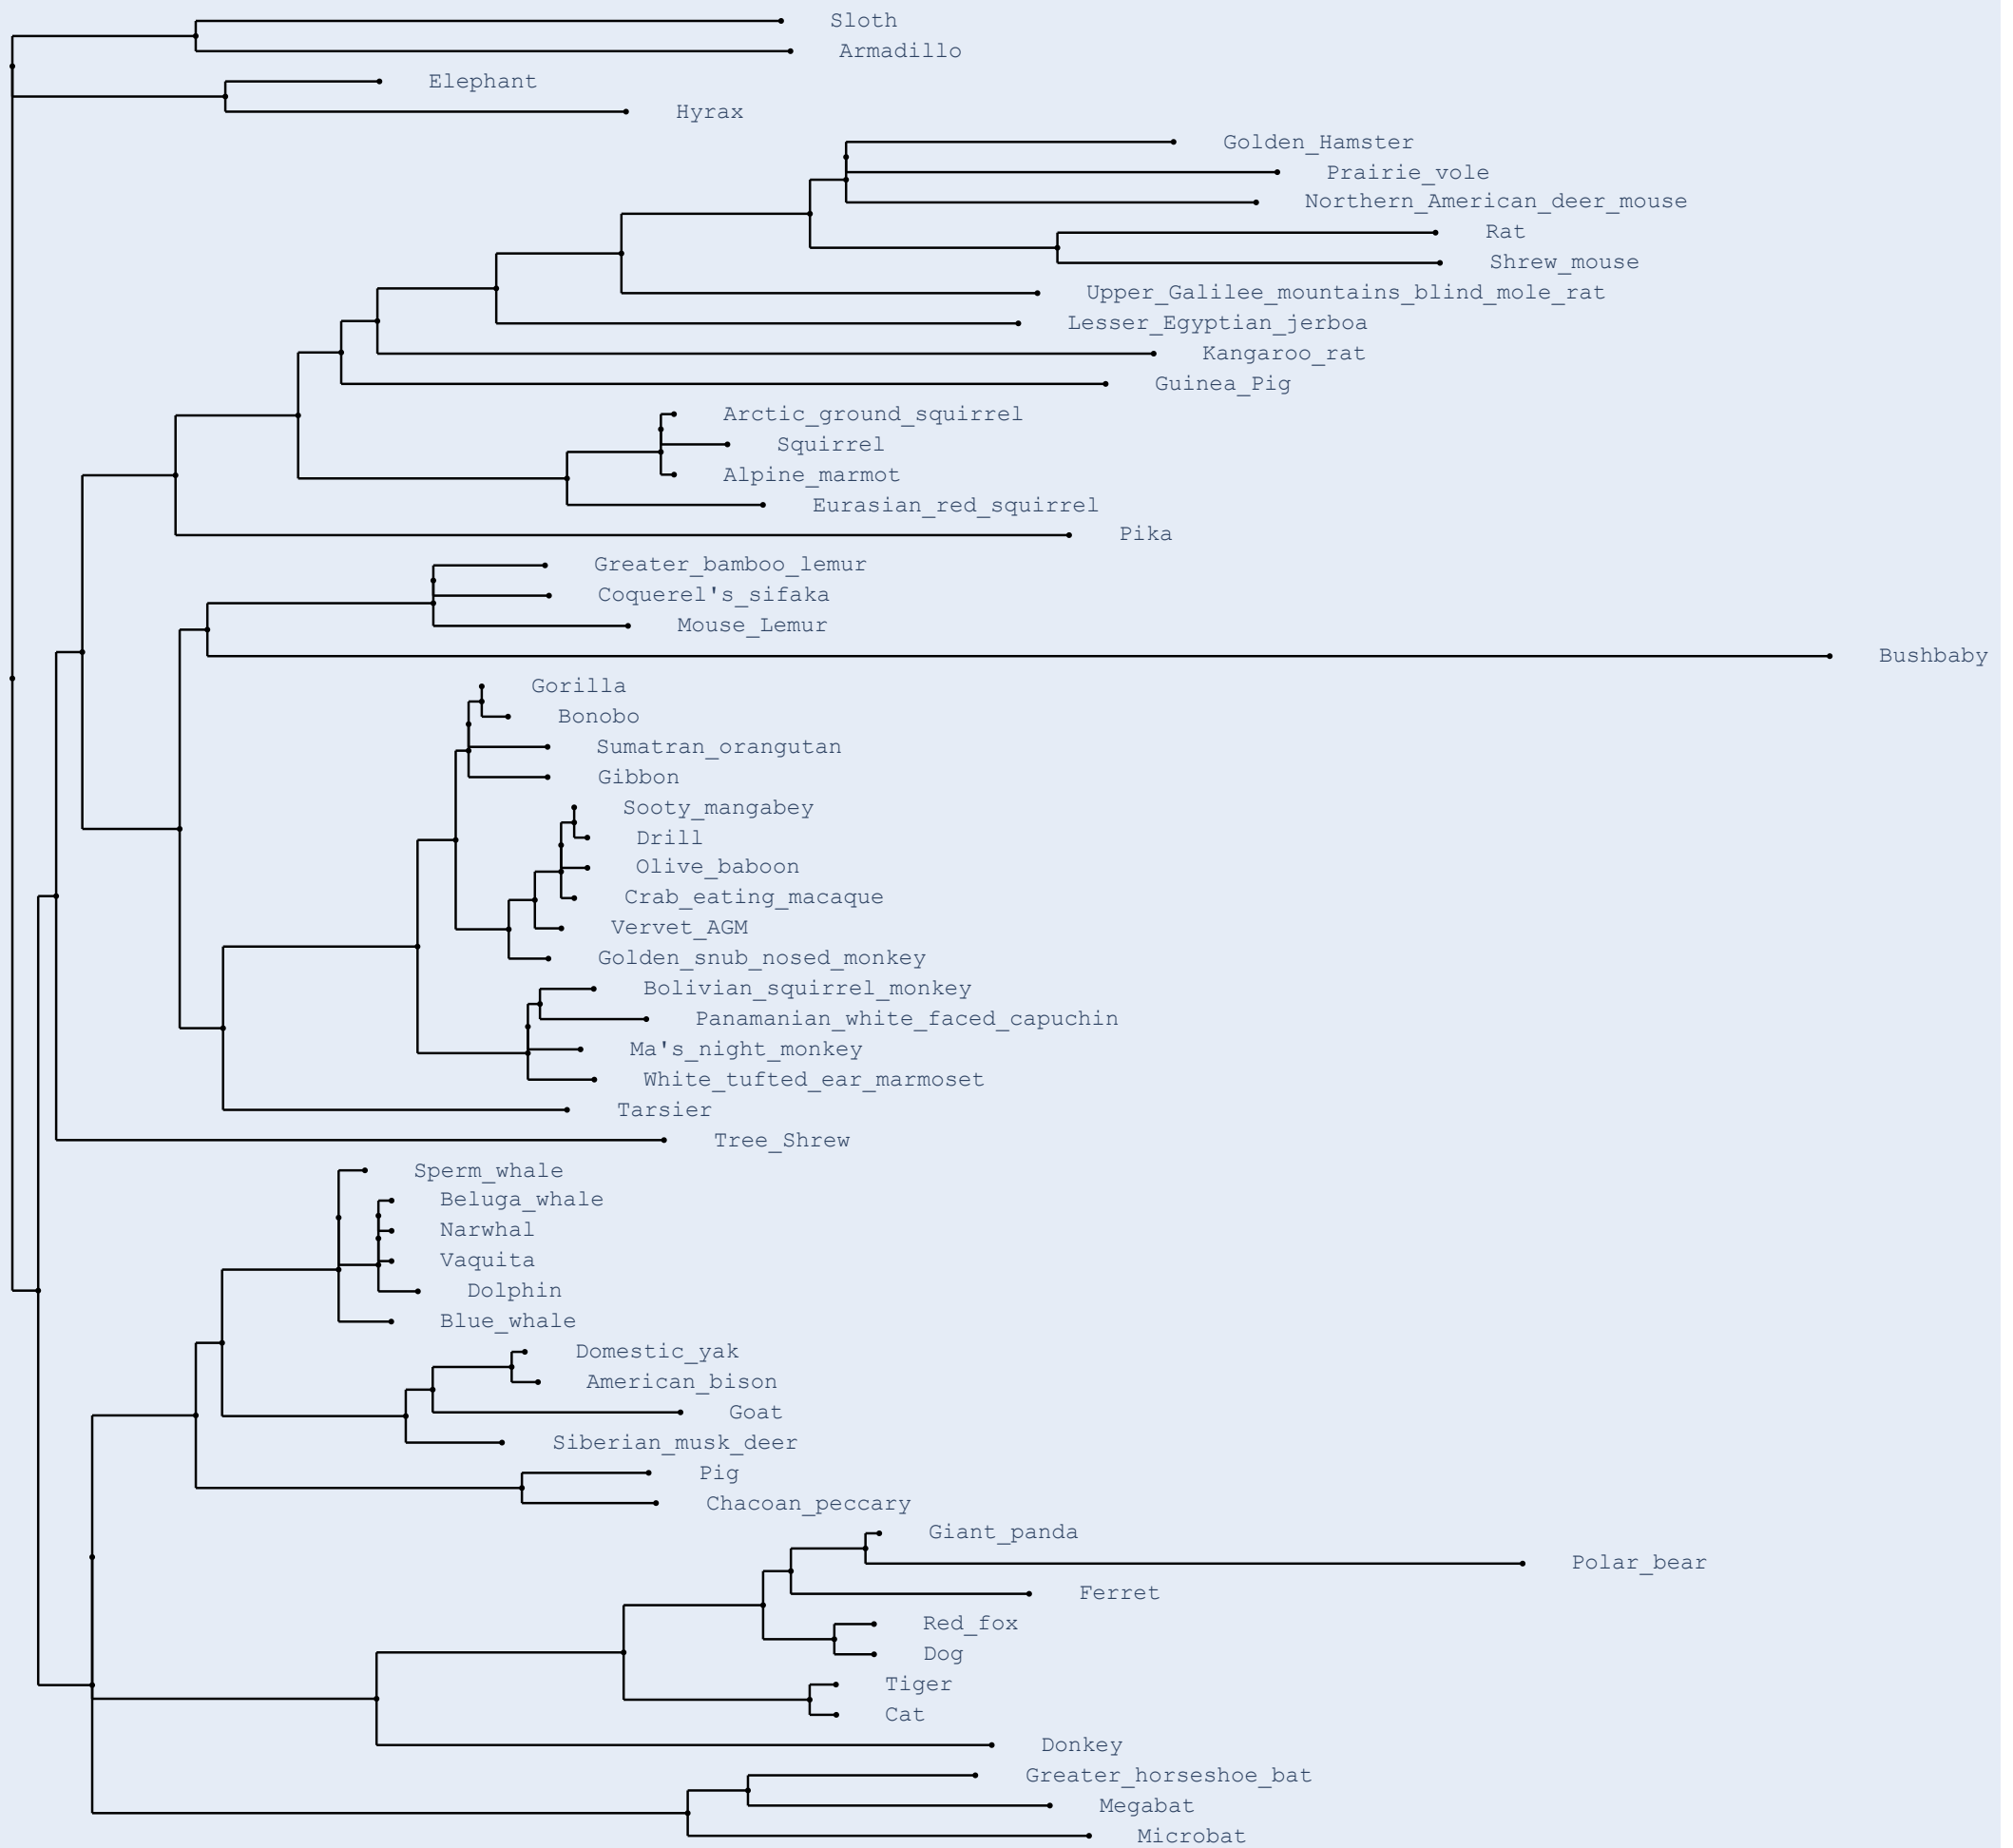 Sloth
Armadillo
Elephant
Hyrax
Golden_Hamster
Prairie_vole
Northern_American_deer_mouse
Rat
Shrew_mouse
Upper_Galilee_mountains_blind_mole_rat
Lesser_Egyptian_jerboa
Kangaroo_rat
Guinea_Pig
Arctic_ground_squirrel
Squirrel
Alpine_marmot
Eurasian_red_squirrel
Pika
Greater_bamboo_lemur
Coquerel's_sifaka
Mouse_Lemur
Bushbaby
Gorilla
Bonobo
Sumatran_orangutan
Gibbon
Sooty_mangabey
Drill
Olive_baboon
Crab_eating_macaque
Vervet_AGM
Golden_snub_nosed_monkey
Bolivian_squirrel_monkey
Panamanian_white_faced_capuchin
Ma's_night_monkey
White_tufted_ear_marmoset
Tarsier
Tree_Shrew
Sperm_whale
Beluga_whale
Narwhal
Vaquita
Dolphin
Blue_whale
Domestic_yak
American_bison
Goat
Siberian_musk_deer
Pig
Chacoan_peccary
Giant_panda
Polar_bear
Ferret
Red_fox
Dog
Tiger
Cat
Donkey
Greater_horseshoe_bat
Megabat
Microbat